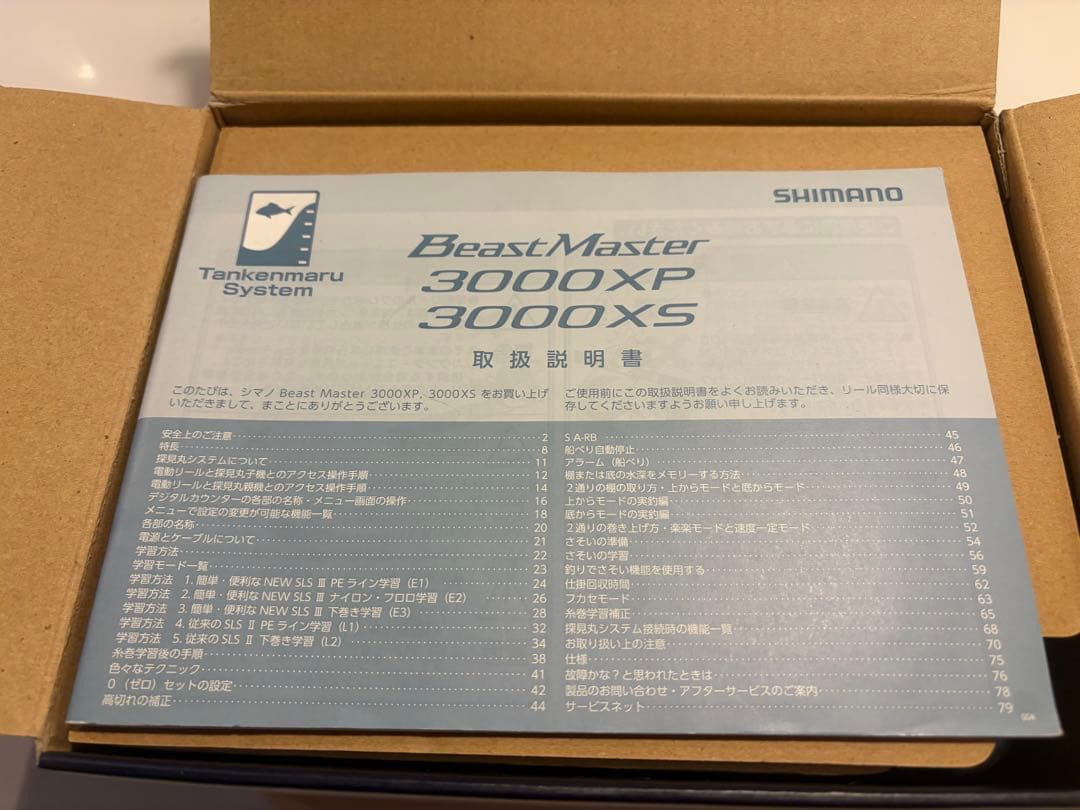 SHIMANO
Tankenmaru
System
BeastMaster
3000XP
3000XS
取扱説明書
このたびは、シマノ Beast Master 3000XP, 3000XS をお買い上げ
いただきまして、まことにありがとうございます。
ご使用前にこの取扱説明書をよくお読みいただき、リール同様大切に保
存してくださいますようお願い申し上げます。
安全上のご注意 2
特長 8
探見丸システムについて 11
電動リールと探見丸子機とのアクセス操作手順 12
電動リールと探見丸親機とのアクセス操作手順 14
デジタルカウンターの各部の名称・メニュー画面の操作 16
メニューで設定の変更が可能な機能一覧 18
各部の名称 20
電源とケーブルについて 21
学習方法 22
学習モード一覧 23
学習方法 1. 簡単・便利な NEW SLS Ⅲ PE ライン学習（E1） 24
学習方法 2. 簡単・便利な NEW SLS Ⅲ ナイロン・フロロ学習（E2） 26
学習方法 3. 簡単・便利な NEW SLS Ⅲ 下巻き学習（E3） 28
学習方法 4. 従来の SLS Ⅱ PE ライン学習（L1） 32
学習方法 5. 従来の SLS Ⅱ 下巻き学習（L2） 34
糸巻学習後の手順 38
色々なテクニック 41
0（ゼロ）セットの設定 42
高切れの補正 44
S A-RB 45
船べり自動停止 46
アラーム（船べり） 47
棚または底の水深をメモリーする方法 48
2通りの棚の取り方・上からモードと底からモード 49
上からモードの実釣編 50
底からモードの実釣編 51
2通りの巻き上げ方・楽楽モードと速度一定モード 52
さそいの準備 54
さそいの学習 56
釣りでさそい機能を使用する 59
仕掛回収時間 62
フカセモード 63
糸巻学習補正 65
探見丸システム接続時の機能一覧 68
お取り扱い上の注意 70
仕様 75
故障かな？と思われたときは 76
製品のお問い合わせ・アフターサービスのご案内 78
サービスネット 79